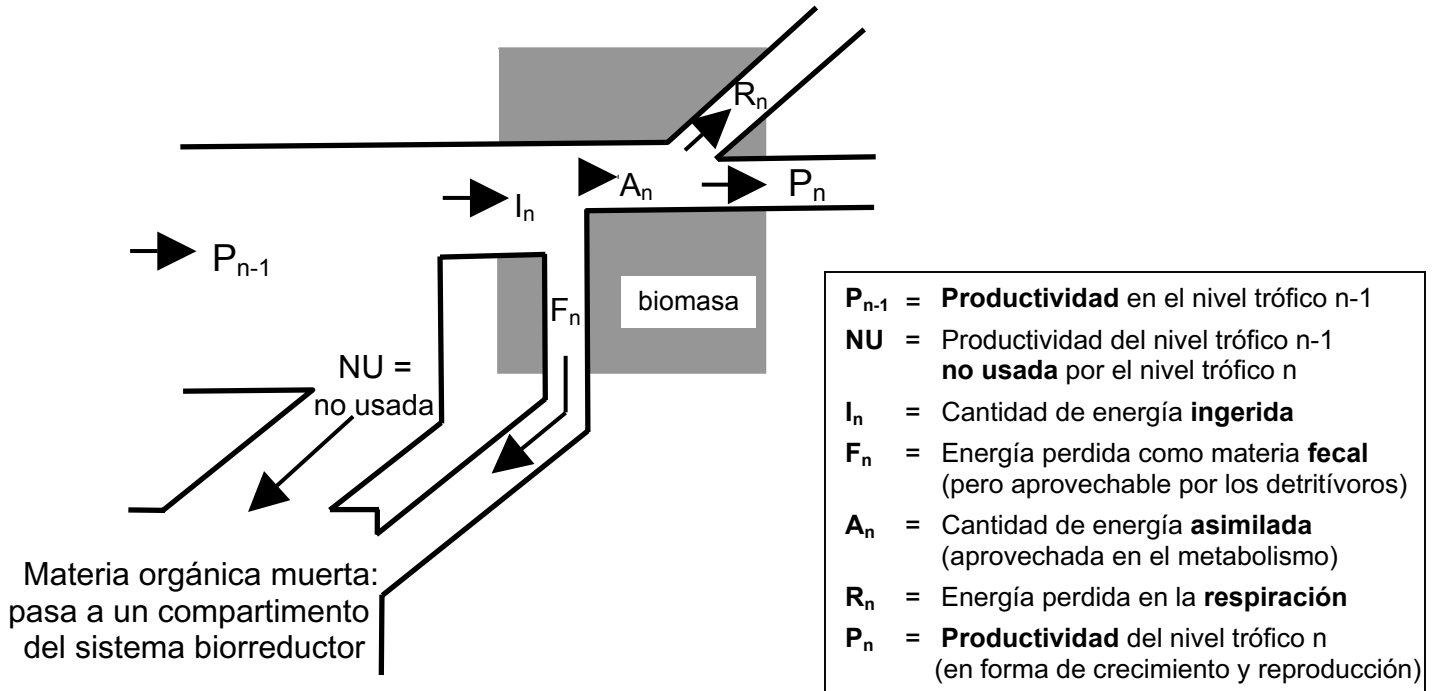 Rₙ
Aₙ
Pₙ
Iₙ
Pₙ₋₁
Fₙ
biomasa
NU =
no usada
Materia orgánica muerta:
pasa a un compartimento
del sistema biorreductor
Pₙ₋₁ = Productividad en el nivel trófico n-1
NU = Productividad del nivel trófico n-1
no usada por el nivel trófico n
Iₙ = Cantidad de energía ingerida
Fₙ = Energía perdida como materia fecal
(pero aprovechable por los detritívoros)
Aₙ = Cantidad de energía asimilada
(aprovechada en el metabolismo)
Rₙ = Energía perdida en la respiración
Pₙ = Productividad del nivel trófico n
(en forma de crecimiento y reproducción)